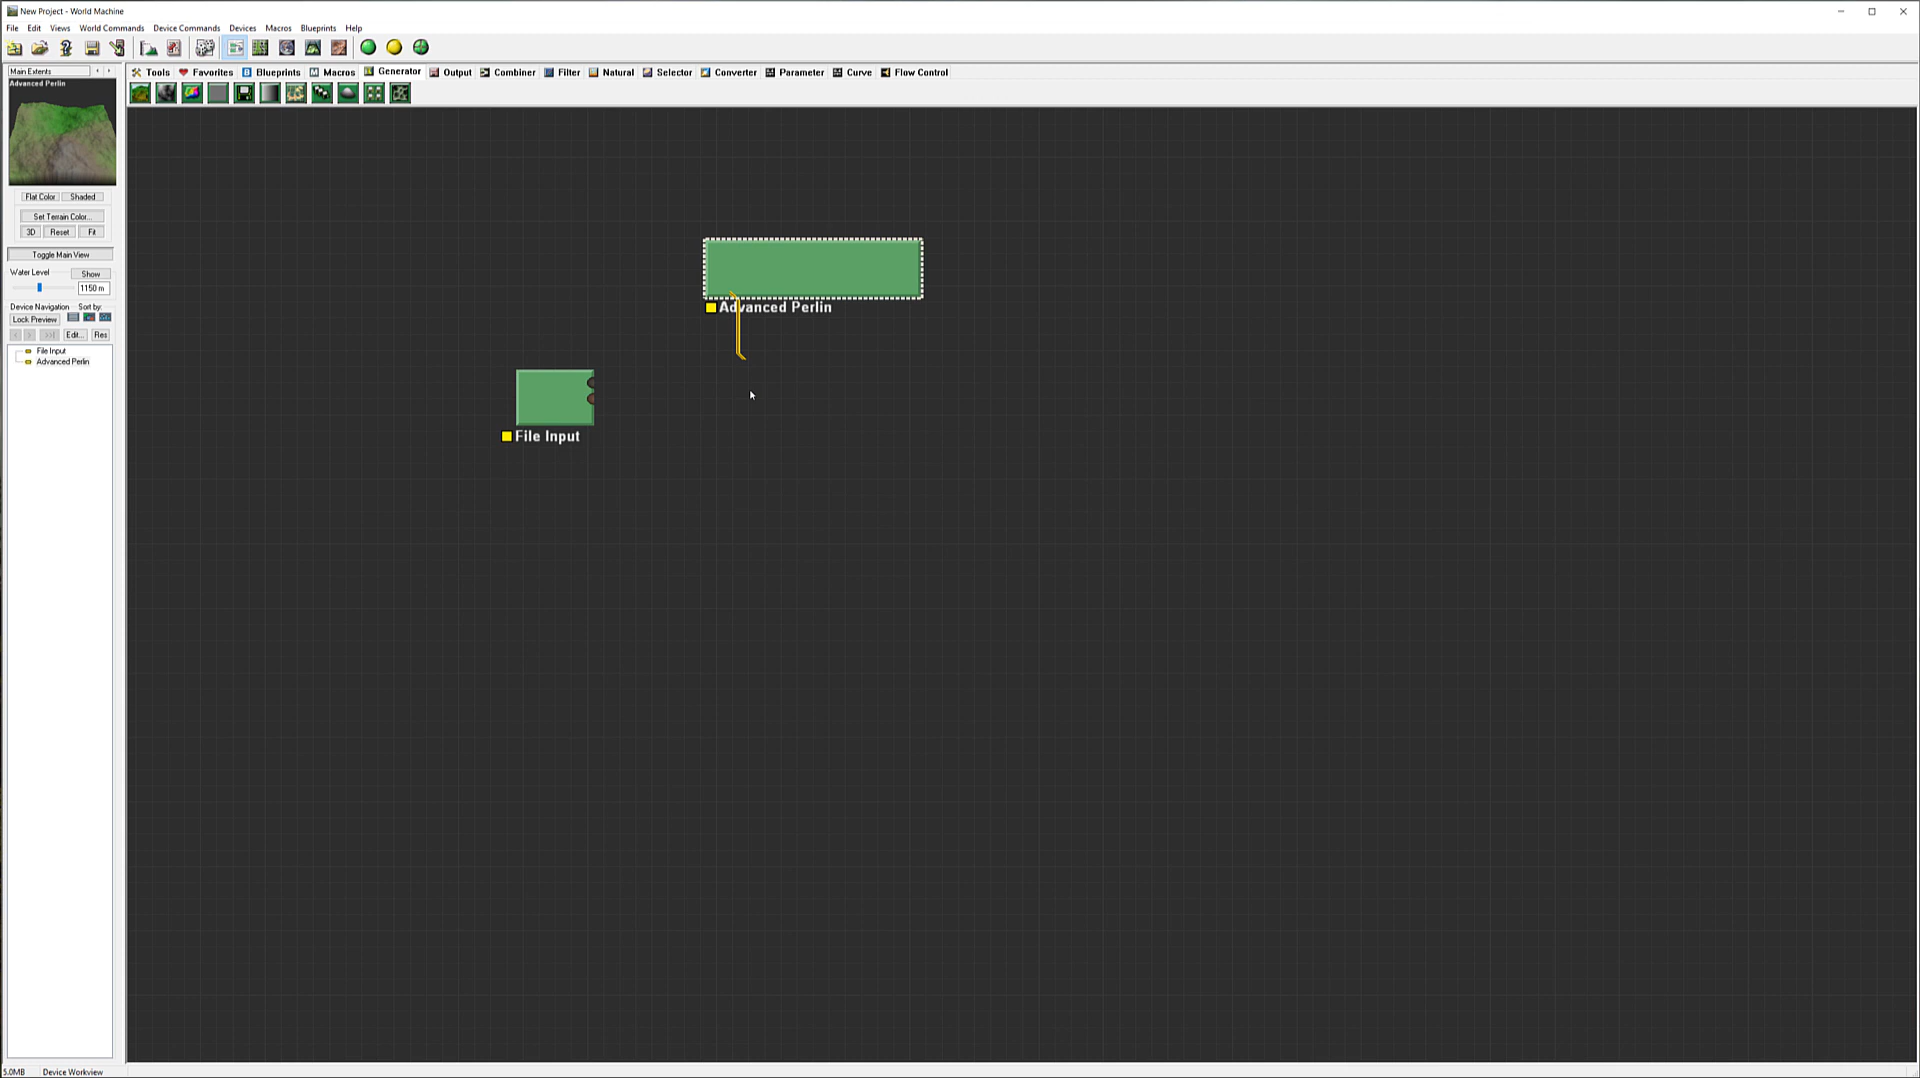 New Project - World Machine
File Edit Views World Commands Device Commands Devices Macros Blueprints Help
Main Extents
Tools Favorites Blueprints Macros Generator Output Combiner Filter Natural Selector Converter Parameter Curve Flow Control
Advanced Perlin
Flat Color Shaded
Set Terrain Color...
3D Reset Fit
Toggle Main View
Water Level Show
1150 m
Device Navigation Sort by:
Lock Preview
Edit... Res
File Input
Advanced Perlin
Advanced Perlin
File Input
5.0MB Device Workview